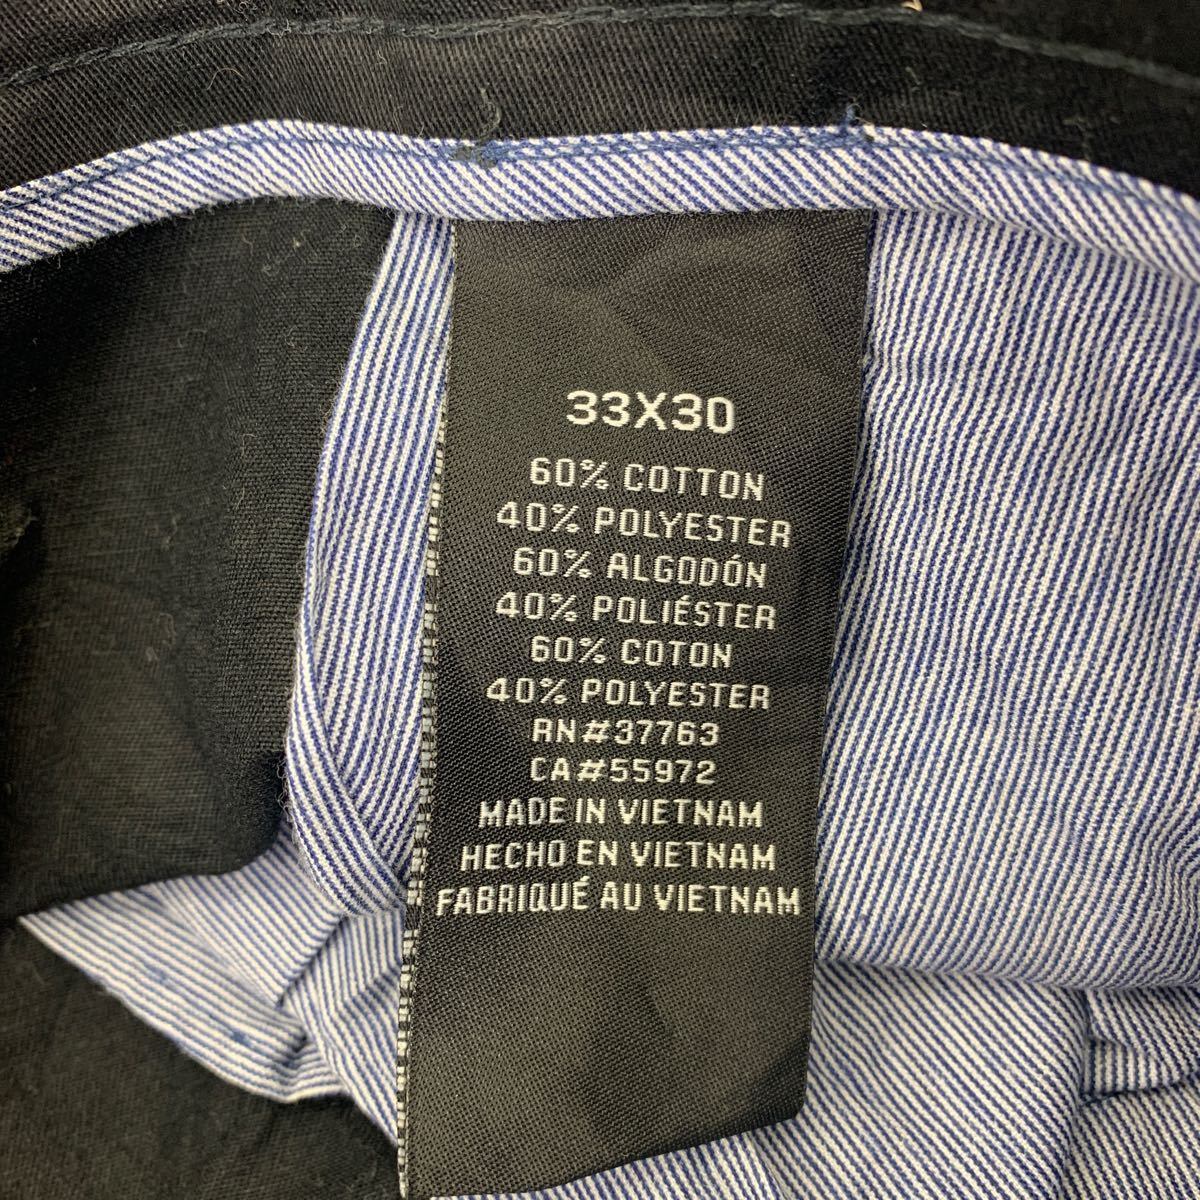 33X30
60% COTTON
40% POLYESTER
60% ALGODÓN
40% POLIÉSTER
60% COTON
40% POLYESTER
RN#37763
CA#55972
MADE IN VIETNAM
HECHO EN VIETNAM
FABRIQUÉ AU VIETNAM